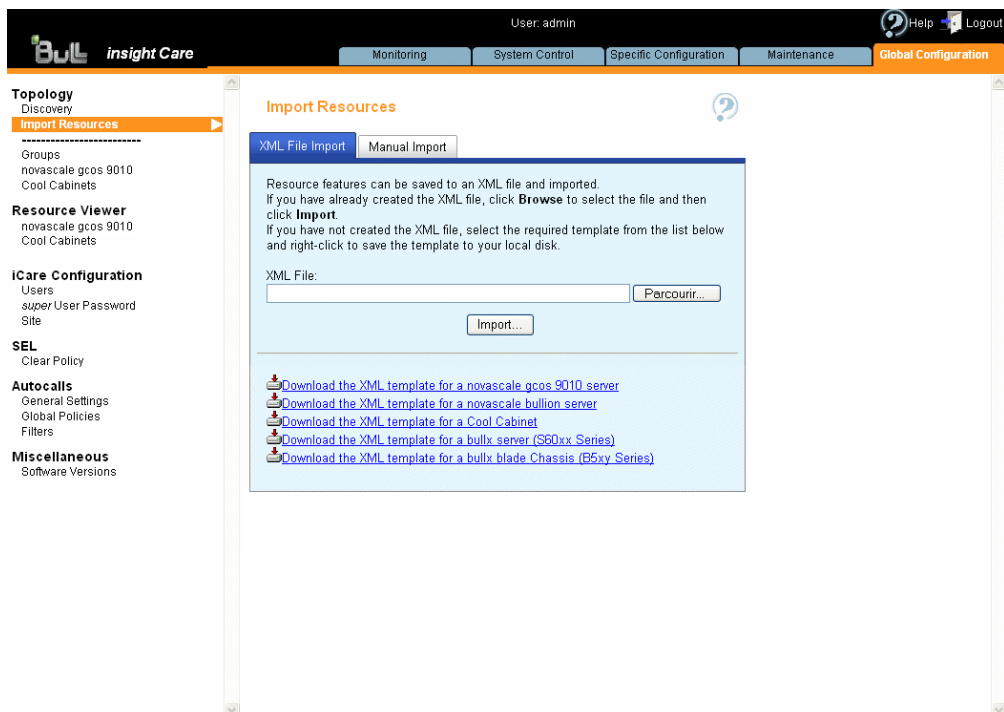 User: admin
Help Logout
Bull insight Care
Monitoring System Control Specific Configuration Maintenance Global Configuration
Topology
Discovery
Import Resources
-------------------------
Groups
novascale gcos 9010
Cool Cabinets
Resource Viewer
novascale gcos 9010
Cool Cabinets
iCare Configuration
Users
super User Password
Site
SEL
Clear Policy
Autocalls
General Settings
Global Policies
Filters
Miscellaneous
Software Versions
Import Resources
XML File Import Manual Import
Resource features can be saved to an XML file and imported.
If you have already created the XML file, click Browse to select the file and then
click Import.
If you have not created the XML file, select the required template from the list below
and right-click to save the template to your local disk.
XML File:
Parcourir...
Import...
Download the XML template for a novascale gcos 9010 server
Download the XML template for a novascale bullion server
Download the XML template for a Cool Cabinet
Download the XML template for a bullx server (S60xx Series)
Download the XML template for a bullx blade Chassis (B5xy Series)